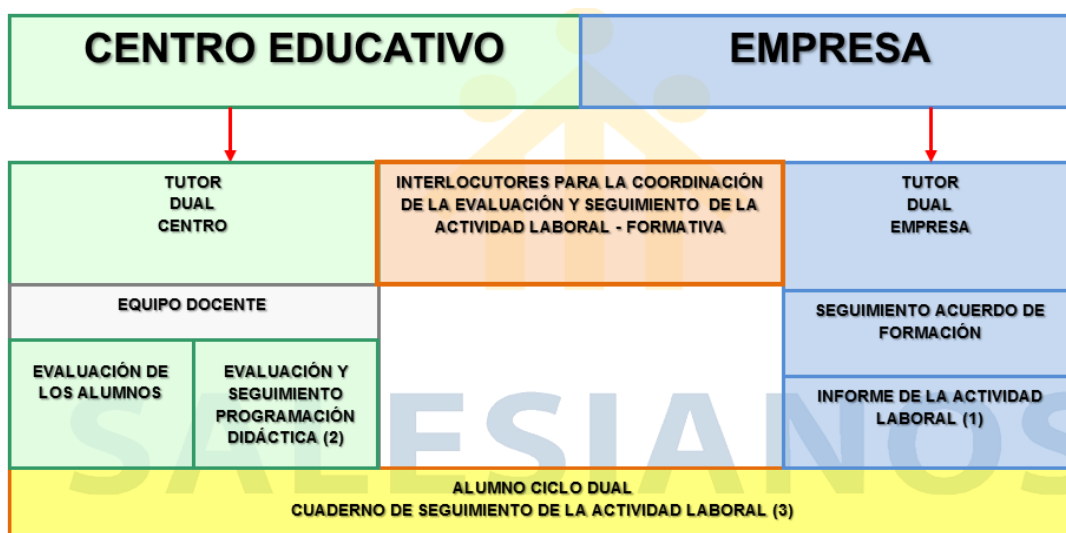 CENTRO EDUCATIVO
EMPRESA
TUTOR
DUAL
CENTRO
INTERLOCUTORES PARA LA COORDINACIÓN
DE LA EVALUACIÓN Y SEGUIMIENTO DE LA
ACTIVIDAD LABORAL - FORMATIVA
TUTOR
DUAL
EMPRESA
EQUIPO DOCENTE
SEGUIMIENTO ACUERDO DE
FORMACIÓN
EVALUACIÓN DE
LOS ALUMNOS
EVALUACIÓN Y
SEGUIMIENTO
PROGRAMACIÓN
DIDÁCTICA (2)
INFORME DE LA ACTIVIDAD
LABORAL (1)
SALESIANOS
ALUMNO CICLO DUAL
CUADERNO DE SEGUIMIENTO DE LA ACTIVIDAD LABORAL (3)